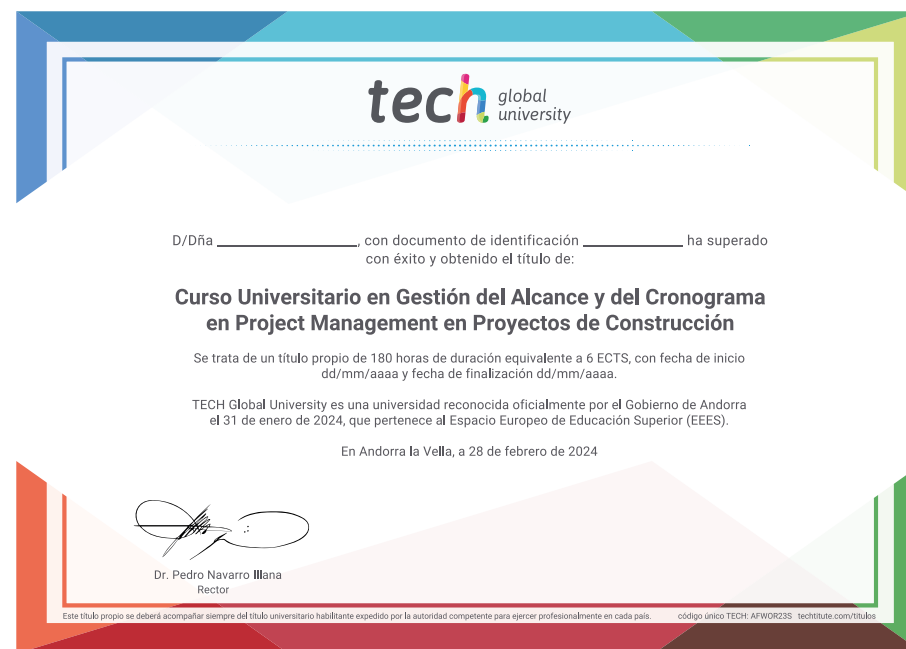 tech global university
D/Dña ____________________, con documento de identificación ______________ ha superado
con éxito y obtenido el título de:
Curso Universitario en Gestión del Alcance y del Cronograma
en Project Management en Proyectos de Construcción
Se trata de un título propio de 180 horas de duración equivalente a 6 ECTS, con fecha de inicio
dd/mm/aaaa y fecha de finalización dd/mm/aaaa.
TECH Global University es una universidad reconocida oficialmente por el Gobierno de Andorra
el 31 de enero de 2024, que pertenece al Espacio Europeo de Educación Superior (EEES).
En Andorra la Vella, a 28 de febrero de 2024
Dr. Pedro Navarro Illana
Rector
Este título propio se deberá acompañar siempre del título universitario habilitante expedido por la autoridad competente para ejercer profesionalmente en cada país. código único TECH: AFWOR23S techtitute.com/titulos